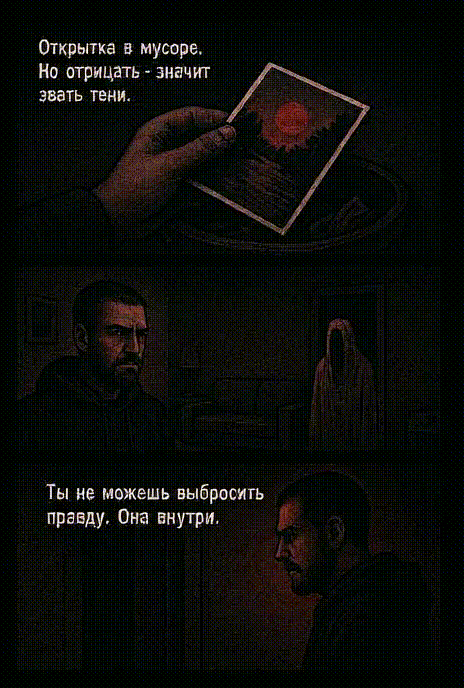 Открытка в мусоре.
Но отрицать - значит
звать тени.
Ты не можешь выбросить
правду. Она внутри.